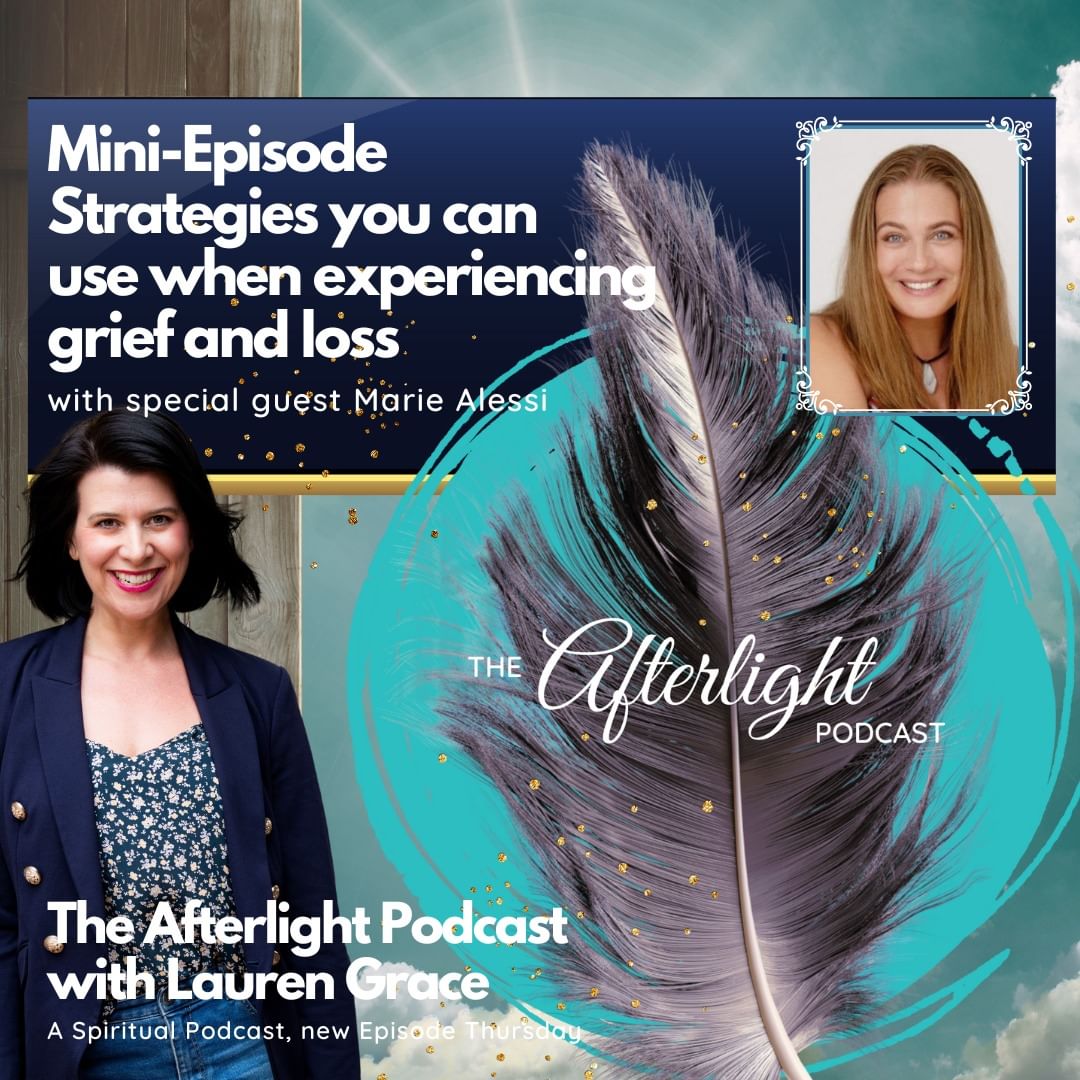 Mini-Episode
Strategies you can
use when experiencing
grief and loss
with special guest Marie Alessi
THE Afterlight
PODCAST
The Afterlight Podcast
with Lauren Grace
A Spiritual Podcast, new Episode Thursday